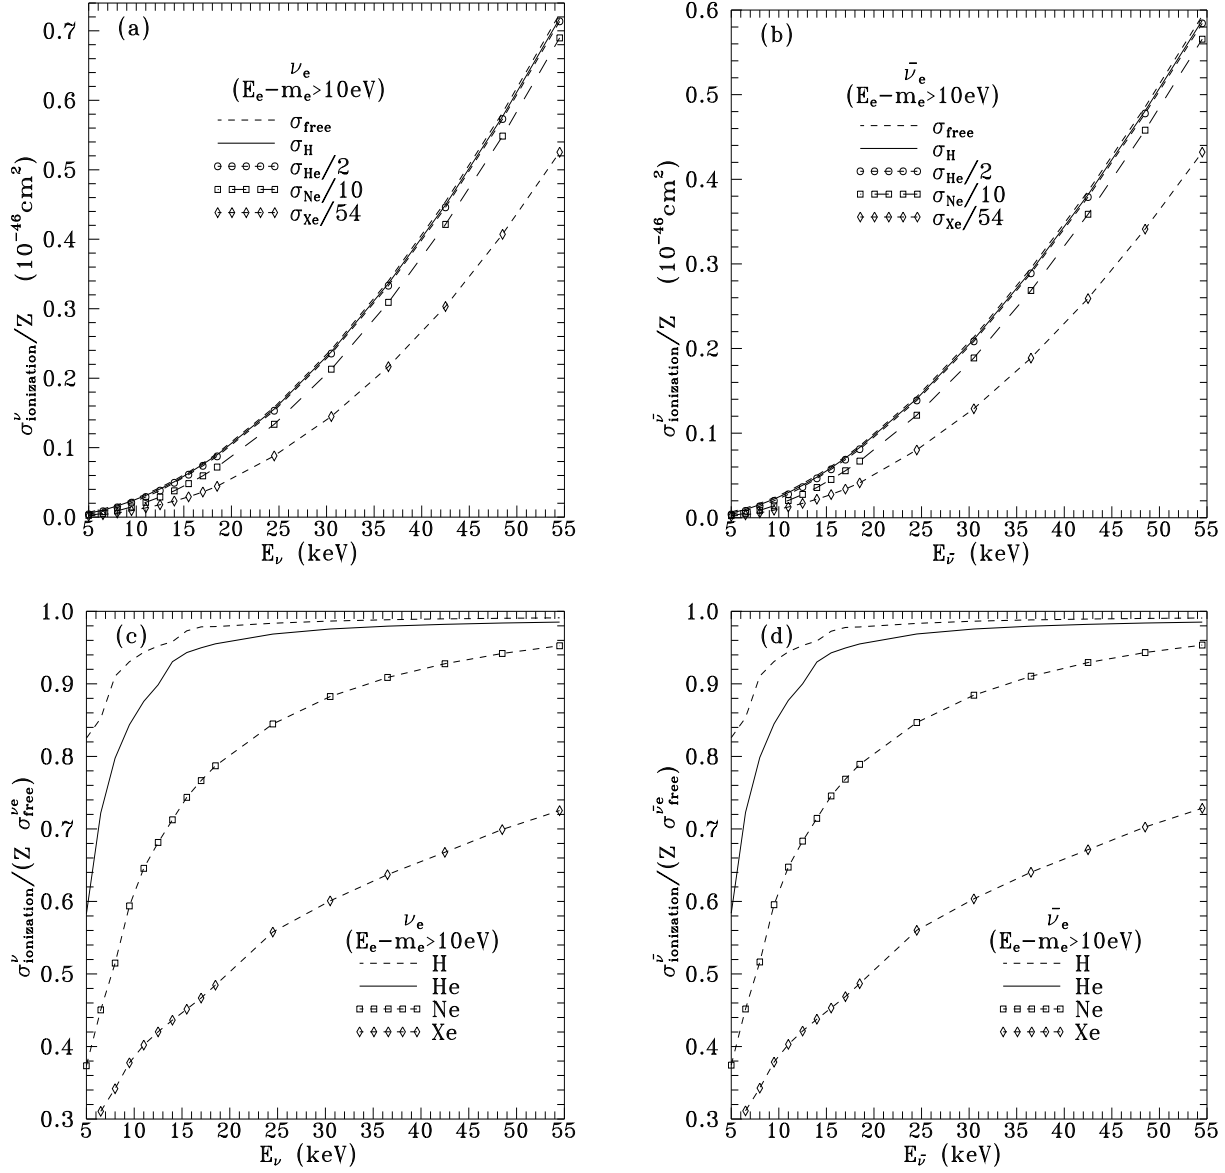 (a)
ν_e
(E_e−m_e>10eV)
σ_free
σ_H
σ_He/2
σ_Ne/10
σ_Xe/54
0.7
0.6
0.5
0.4
0.3
0.2
0.1
0.0
σ^ν_ionization/Z (10^−46cm^2)
5 10 15 20 25 30 35 40 45 50 55
E_ν (keV)
(b)
ν̄_e
(E_e−m_e>10eV)
σ_free
σ_H
σ_He/2
σ_Ne/10
σ_Xe/54
0.6
0.5
0.4
0.3
0.2
0.1
0.0
σ^ν̄_ionization/Z (10^−46cm^2)
5 10 15 20 25 30 35 40 45 50 55
E_ν̄ (keV)
(c)
1.0
0.9
0.8
0.7
0.6
0.5
0.4
0.3
σ^ν_ionization/(Z σ^νe_free)
ν_e
(E_e−m_e>10eV)
H
He
Ne
Xe
5 10 15 20 25 30 35 40 45 50 55
E_ν (keV)
(d)
1.0
0.9
0.8
0.7
0.6
0.5
0.4
0.3
σ^ν̄_ionization/(Z σ^ν̄e_free)
ν̄_e
(E_e−m_e>10eV)
H
He
Ne
Xe
5 10 15 20 25 30 35 40 45 50 55
E_ν̄ (keV)